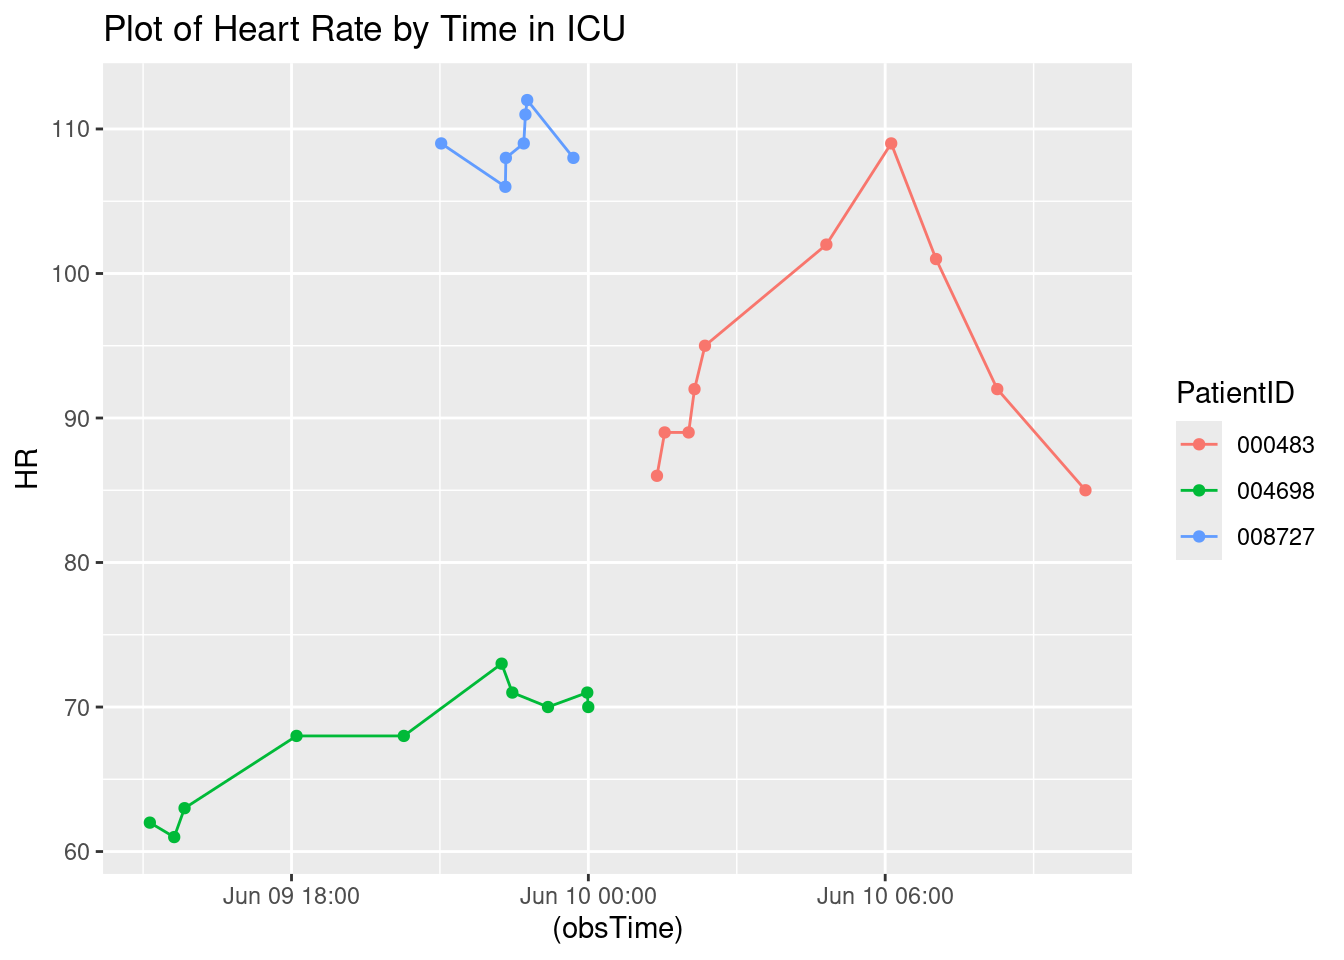 Plot of Heart Rate by Time in ICU
110
100
90
80
70
60
HR
Jun 09 18:00
Jun 10 00:00
Jun 10 06:00
(obsTime)
PatientID
000483
004698
008727